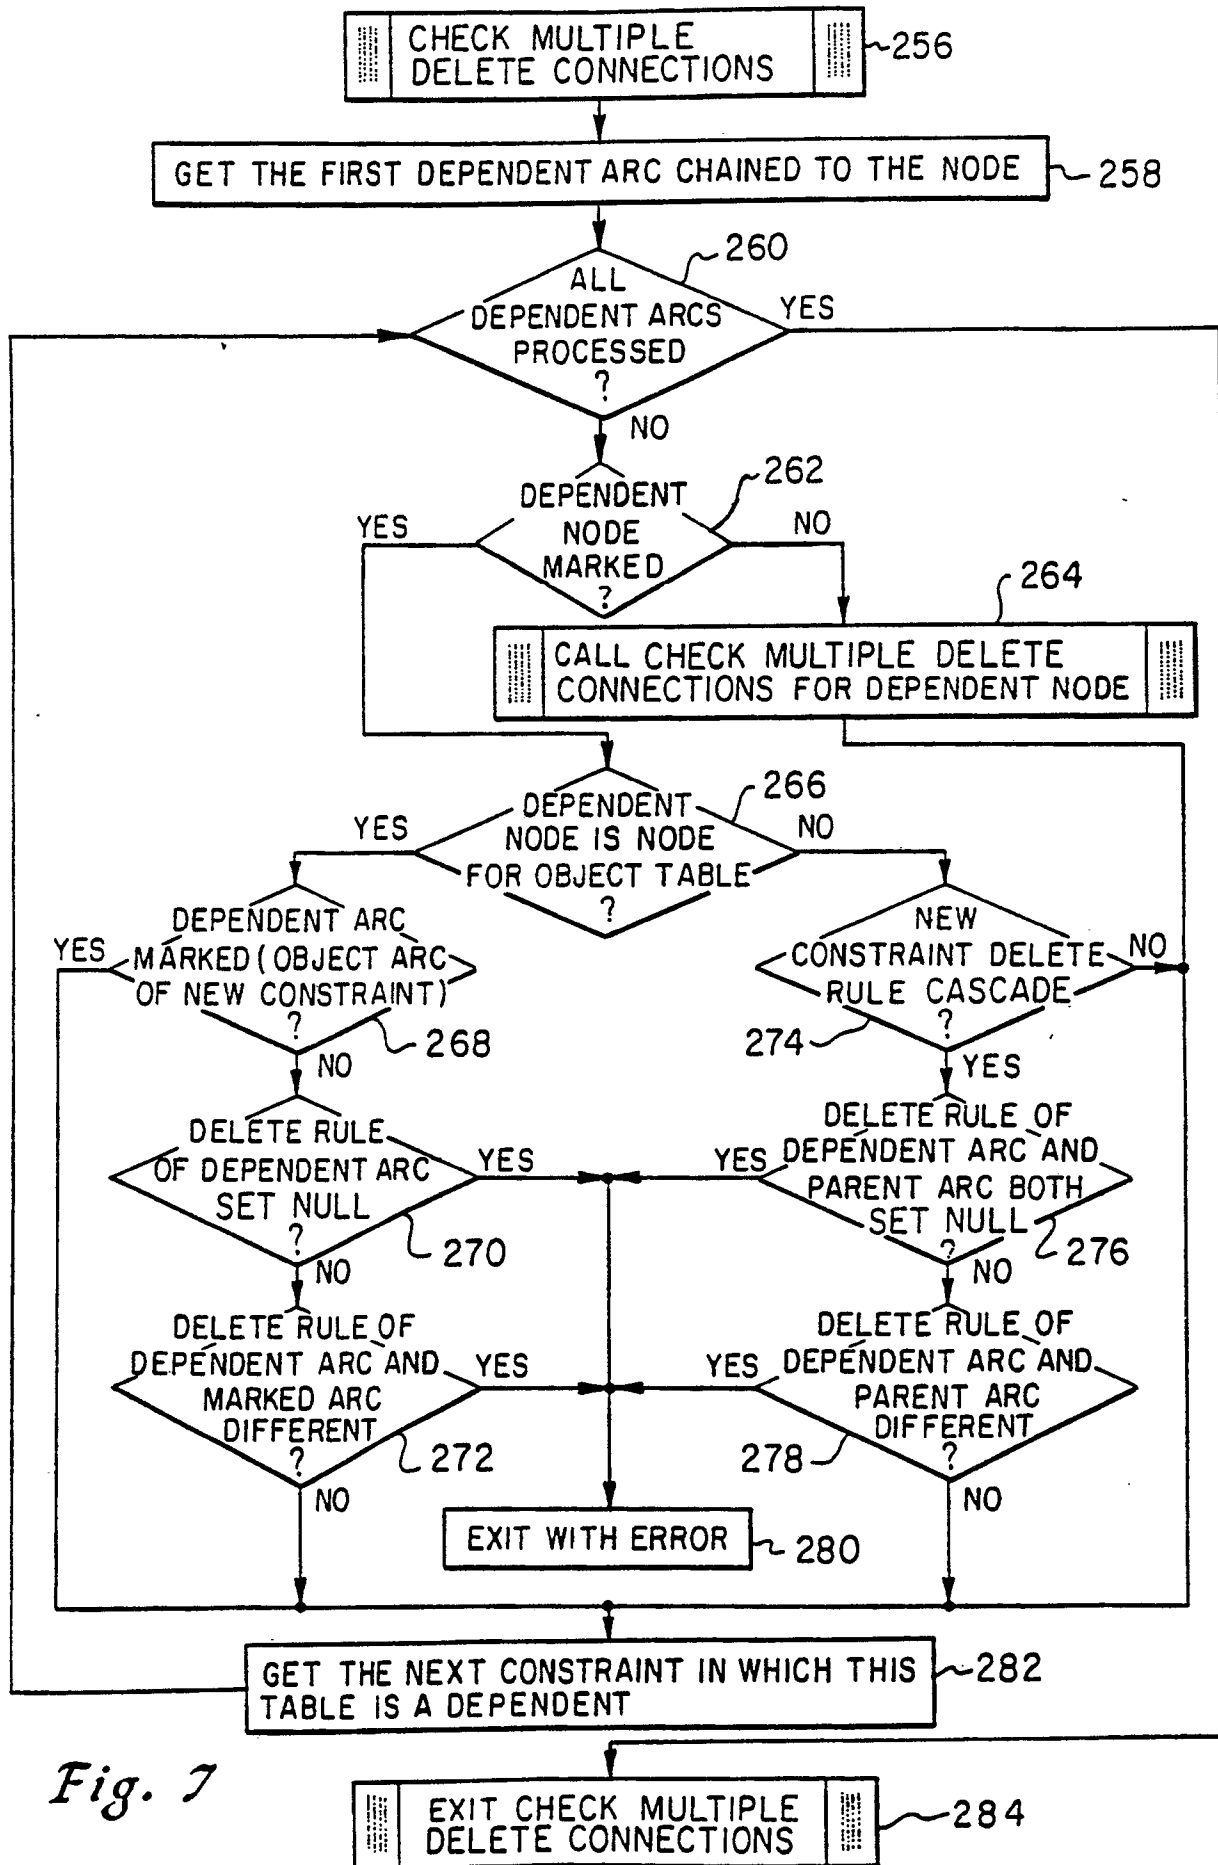 CHECK MULTIPLE
DELETE CONNECTIONS
256
GET THE FIRST DEPENDENT ARC CHAINED TO THE NODE
258
260
ALL
DEPENDENT ARCS
PROCESSED
?
YES
NO
262
DEPENDENT
NODE
MARKED
?
YES
NO
264
CALL CHECK MULTIPLE DELETE
CONNECTIONS FOR DEPENDENT NODE
266
DEPENDENT
NODE IS NODE
FOR OBJECT TABLE
?
YES
NO
DEPENDENT ARC
MARKED (OBJECT ARC
OF NEW CONSTRAINT)
?
YES
268
NO
NEW
CONSTRAINT DELETE
RULE CASCADE
?
NO
274
YES
DELETE RULE
OF DEPENDENT ARC
SET NULL
?
YES
270
NO
DELETE RULE OF
DEPENDENT ARC AND
PARENT ARC BOTH
SET NULL
?
YES
276
NO
DELETE RULE OF
DEPENDENT ARC AND
MARKED ARC
DIFFERENT
?
YES
272
NO
DELETE RULE OF
DEPENDENT ARC AND
PARENT ARC
DIFFERENT
?
YES
278
NO
EXIT WITH ERROR
280
GET THE NEXT CONSTRAINT IN WHICH THIS
TABLE IS A DEPENDENT
282
Fig. 7
EXIT CHECK MULTIPLE
DELETE CONNECTIONS
284